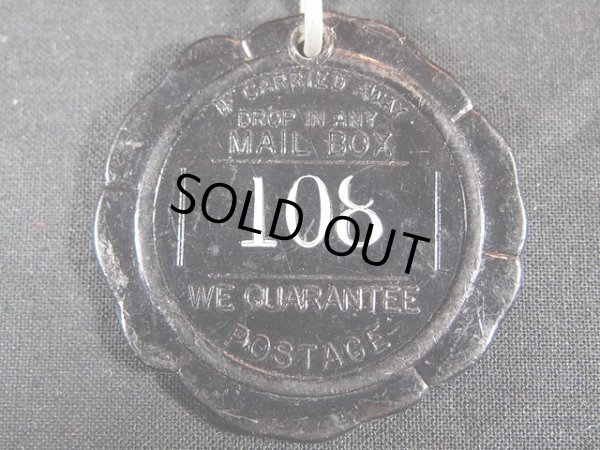 IF CARRIED AWAY
DROP IN ANY
MAIL BOX
108
SOLD OUT
WE GUARANTEE
POSTAGE